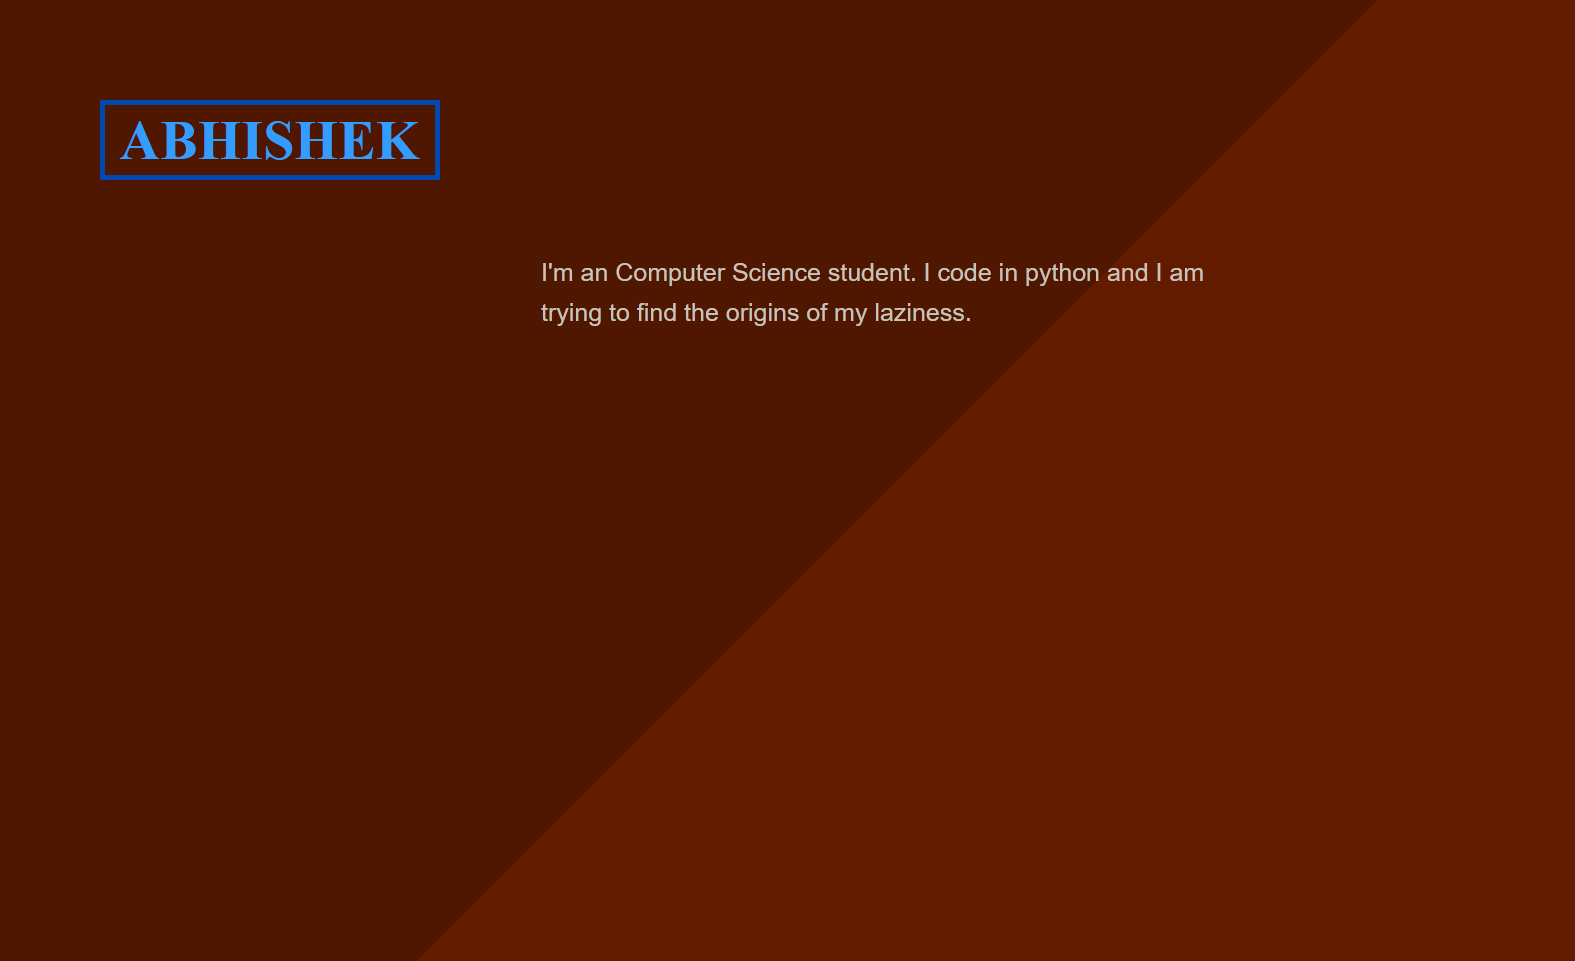 ABHISHEK
I'm an Computer Science student. I code in python and I am
trying to find the origins of my laziness.